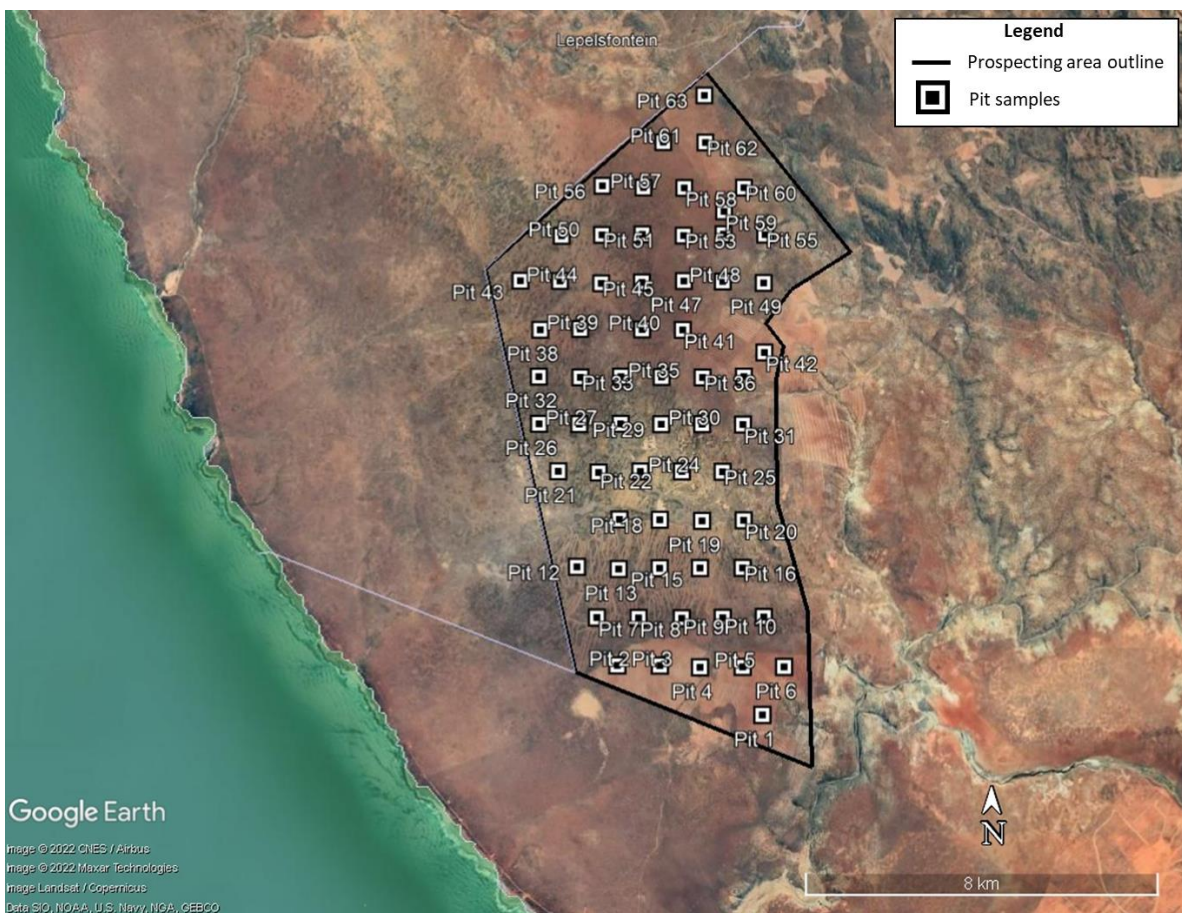 Lepelsfontein
Legend
Prospecting area outline
Pit samples
Pit 63
Pit 61
Pit 62
Pit 56
Pit 57
Pit 58
Pit 60
Pit 59
Pit 50
Pit 51
Pit 53
Pit 55
Pit 43
Pit 44
Pit 45
Pit 48
Pit 47
Pit 49
Pit 39
Pit 40
Pit 38
Pit 41
Pit 42
Pit 33
Pit 35
Pit 36
Pit 32
Pit 27
Pit 29
Pit 30
Pit 31
Pit 26
Pit 24
Pit 21
Pit 22
Pit 25
Pit 18
Pit 19
Pit 20
Pit 12
Pit 13
Pit 15
Pit 16
Pit 7
Pit 8
Pit 9
Pit 10
Pit 2
Pit 3
Pit 4
Pit 5
Pit 6
Pit 1
N
8 km
Google Earth
Image © 2022 CNES / Airbus
Image © 2022 Maxar Technologies
Image Landsat / Copernicus
Data SIO, NOAA, U.S. Navy, NGA, GEBCO